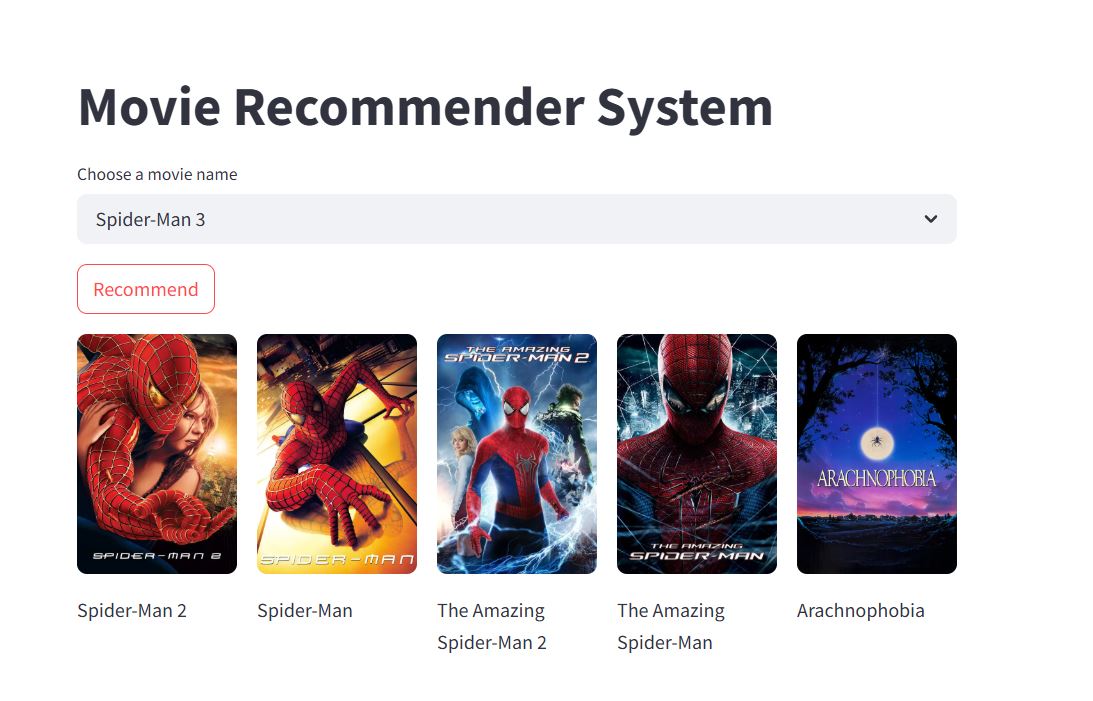 Movie Recommender System
Choose a movie name
Spider-Man 3
Recommend
SPIDER-MAN 2
SPIDER-MAN
THE AMAZING
SPIDER-MAN 2
THE AMAZING
SPIDER-MAN
ARACHNOPHOBIA
Spider-Man 2
Spider-Man
The Amazing
Spider-Man 2
The Amazing
Spider-Man
Arachnophobia